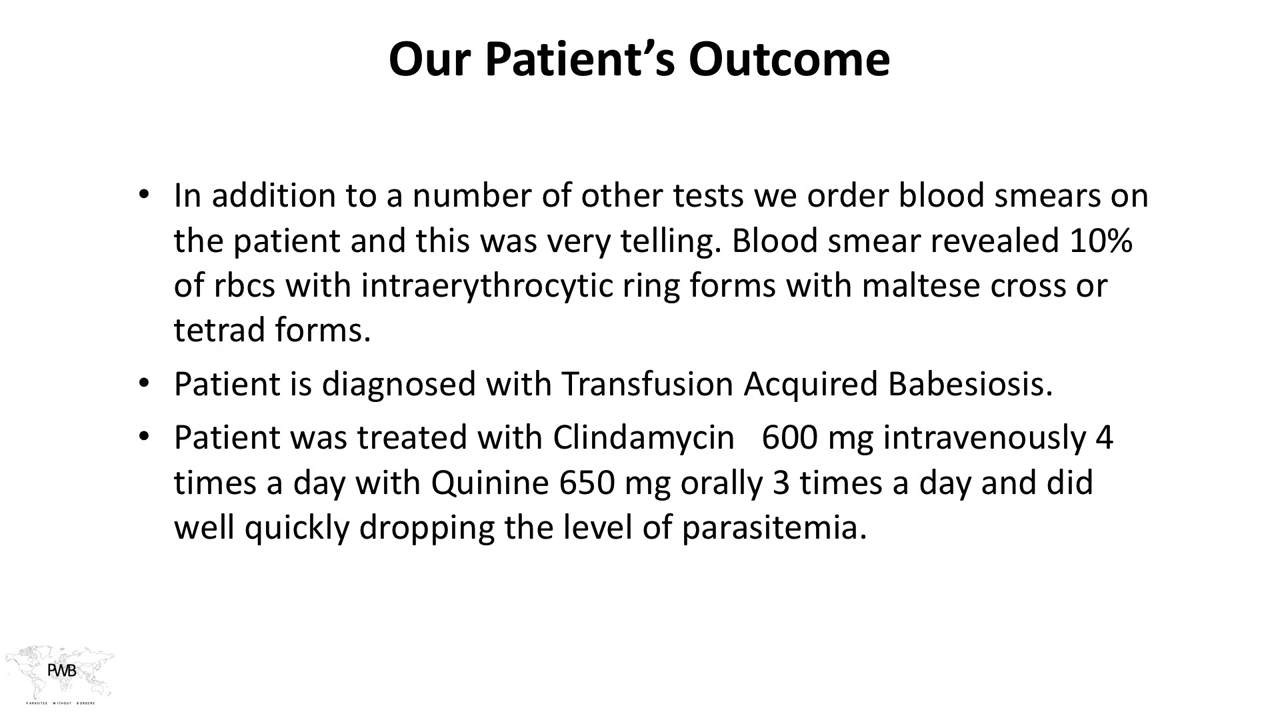 Our Patient’s Outcome
• In addition to a number of other tests we order blood smears on
the patient and this was very telling. Blood smear revealed 10%
of rbcs with intraerythrocytic ring forms with maltese cross or
tetrad forms.
• Patient is diagnosed with Transfusion Acquired Babesiosis.
• Patient was treated with Clindamycin   600 mg intravenously 4
times a day with Quinine 650 mg orally 3 times a day and did
well quickly dropping the level of parasitemia.
PWB
PARASITES WITHOUT BORDERS